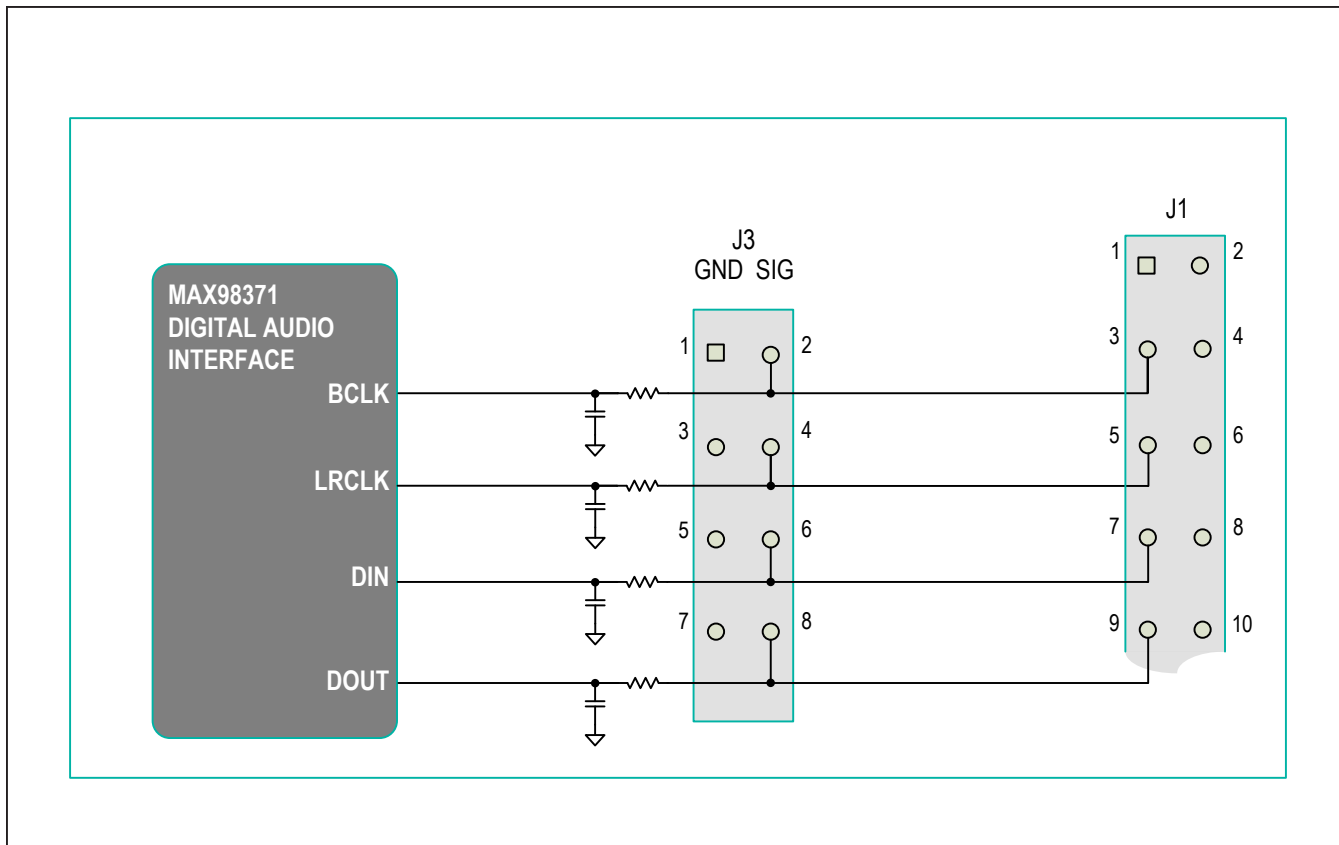 J1
J3
GND SIG
MAX98371
DIGITAL AUDIO
INTERFACE
BCLK
LRCLK
DIN
DOUT
1 2
3 4
5 6
7 8
1 2
3 4
5 6
7 8
9 10